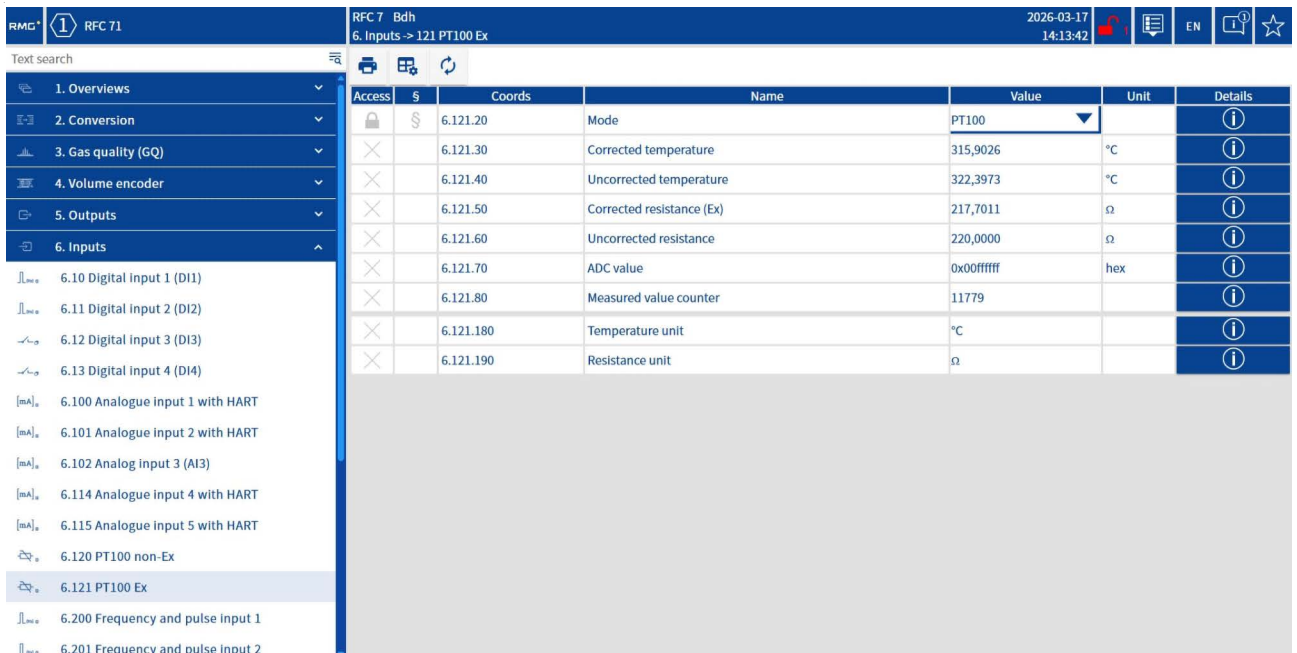 RMG
1 RFC 71
RFC 7 Bdh
6. Inputs -> 121 PT100 Ex
2026-03-17
14:13:42
EN
1
Text search
1. Overviews
2. Conversion
3. Gas quality (GQ)
4. Volume encoder
5. Outputs
6. Inputs
6.10 Digital input 1 (DI1)
6.11 Digital input 2 (DI2)
6.12 Digital input 3 (DI3)
6.13 Digital input 4 (DI4)
[mA] 6.100 Analogue input 1 with HART
[mA] 6.101 Analogue input 2 with HART
[mA] 6.102 Analog input 3 (AI3)
[mA] 6.114 Analogue input 4 with HART
[mA] 6.115 Analogue input 5 with HART
6.120 PT100 non-Ex
6.121 PT100 Ex
6.200 Frequency and pulse input 1
6.201 Frequency and pulse input 2
Access § Coords Name Value Unit Details
§ 6.121.20 Mode PT100
6.121.30 Corrected temperature 315,9026 °C
6.121.40 Uncorrected temperature 322,3973 °C
6.121.50 Corrected resistance (Ex) 217,7011 Ω
6.121.60 Uncorrected resistance 220,0000 Ω
6.121.70 ADC value 0x00ffffff hex
6.121.80 Measured value counter 11779
6.121.180 Temperature unit °C
6.121.190 Resistance unit Ω